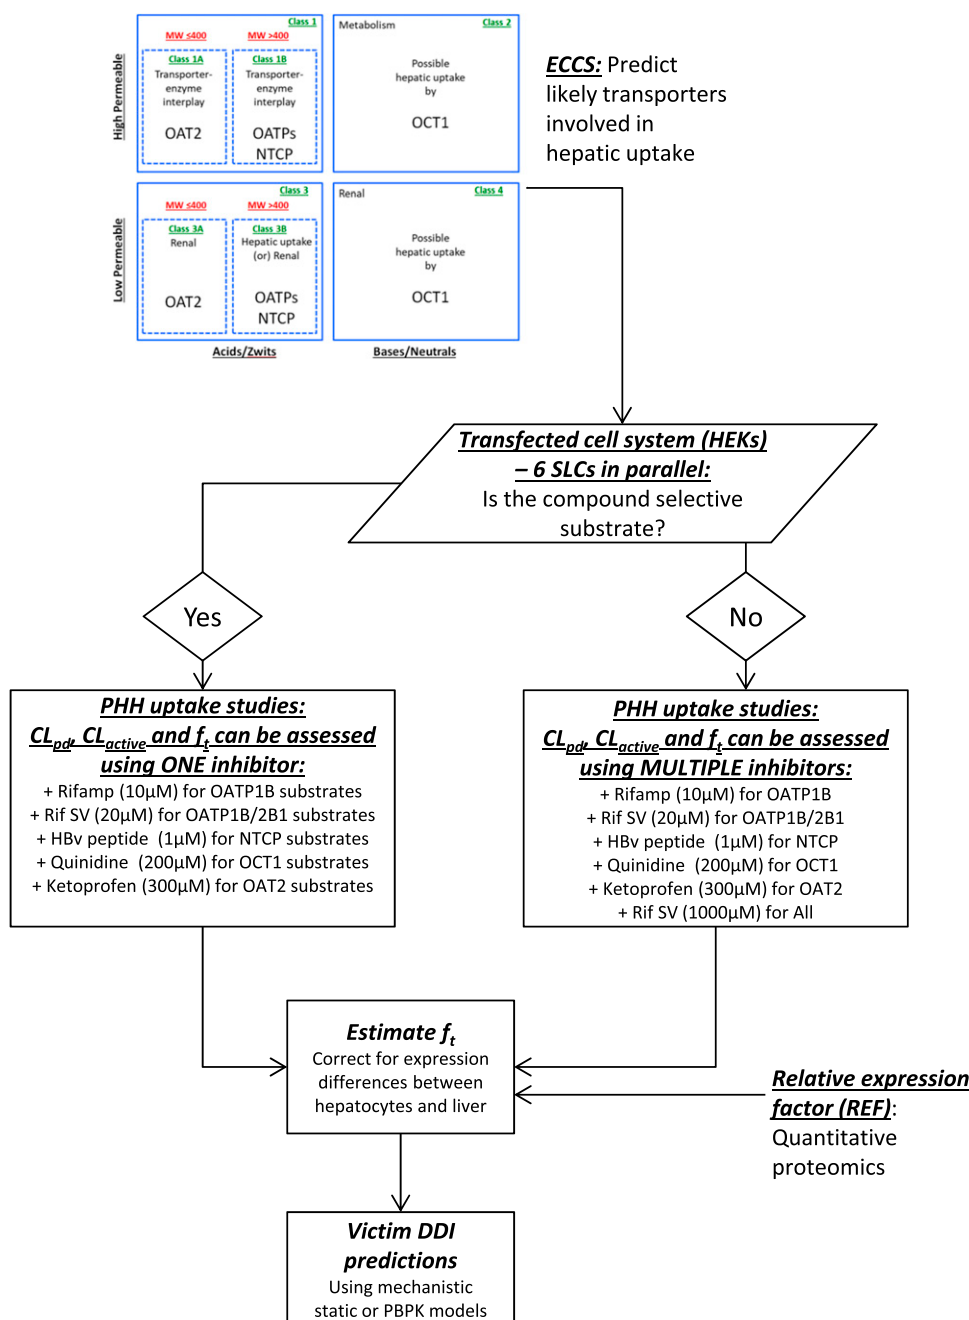 Class 1
MW ≤400
MW >400
Class 1A
Transporter-
enzyme
interplay
OAT2
Class 1B
Transporter-
enzyme
interplay
OATPs
NTCP
Metabolism
Class 2
Possible
hepatic uptake
by
OCT1
High Permeable
ECCS: Predict
likely transporters
involved in
hepatic uptake
Class 3
MW ≤400
MW >400
Class 3A
Renal
OAT2
Class 3B
Hepatic uptake
(or) Renal
OATPs
NTCP
Renal
Class 4
Possible
hepatic uptake
by
OCT1
Low Permeable
Acids/Zwits
Bases/Neutrals
Transfected cell system (HEKs)
– 6 SLCs in parallel:
Is the compound selective
substrate?
Yes
No
PHH uptake studies:
CLpd, CLactive and ft can be assessed
using ONE inhibitor:
+ Rifamp (10µM) for OATP1B substrates
+ Rif SV (20µM) for OATP1B/2B1 substrates
+ HBv peptide (1µM) for NTCP substrates
+ Quinidine (200µM) for OCT1 substrates
+ Ketoprofen (300µM) for OAT2 substrates
PHH uptake studies:
CLpd, CLactive and ft can be assessed
using MULTIPLE inhibitors:
+ Rifamp (10µM) for OATP1B
+ Rif SV (20µM) for OATP1B/2B1
+ HBv peptide (1µM) for NTCP
+ Quinidine (200µM) for OCT1
+ Ketoprofen (300µM) for OAT2
+ Rif SV (1000µM) for All
Estimate ft
Correct for expression
differences between
hepatocytes and liver
Relative expression
factor (REF):
Quantitative
proteomics
Victim DDI
predictions
Using mechanistic
static or PBPK models